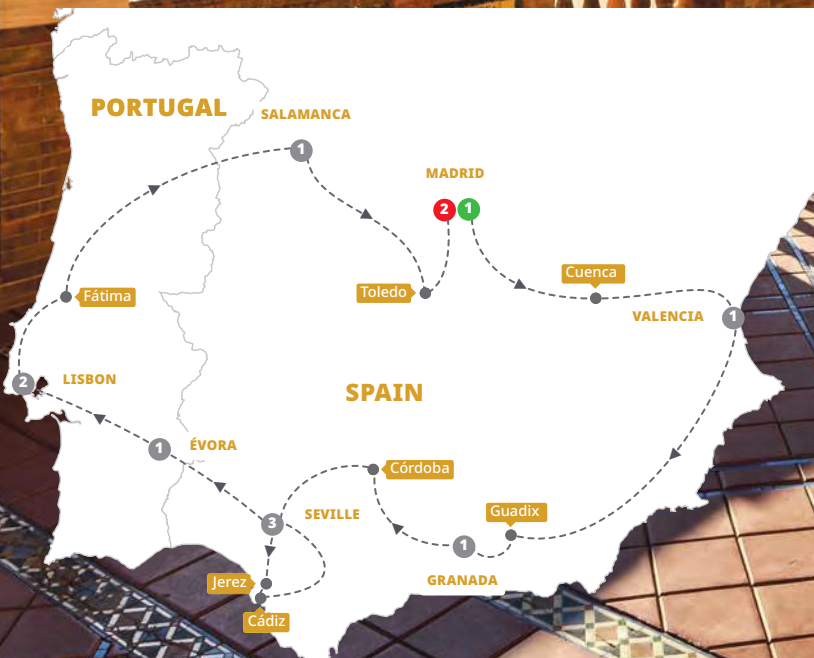 PORTUGAL
SALAMANCA
1
MADRID
2 1
Cuenca
Toledo
Fátima
VALENCIA
1
LISBON
2
SPAIN
ÉVORA
1
Córdoba
SEVILLE
3
Guadix
1
GRANADA
Jerez
Cádiz